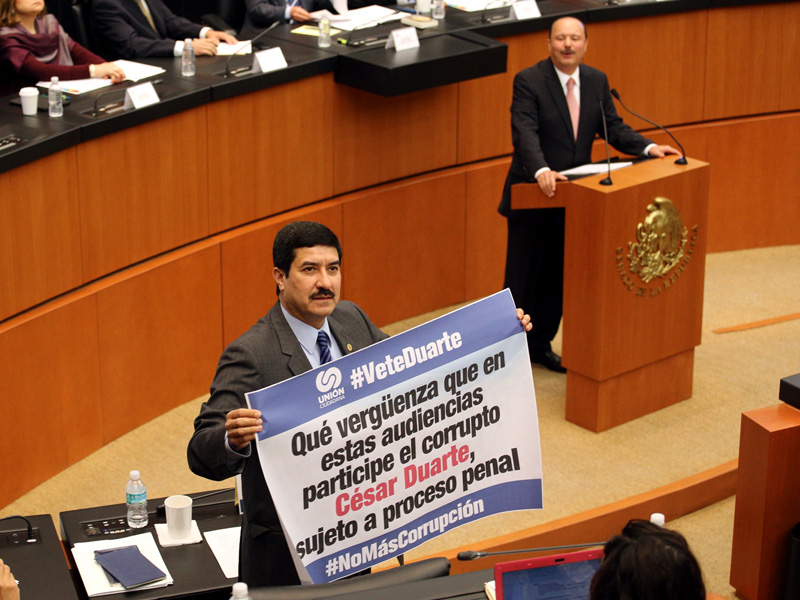 UNIÓN
CIUDADANA
#VeteDuarte
Qué vergüenza que en
estas audiencias
participe el corrupto
César Duarte,
sujeto a proceso penal
#NoMásCorrupción